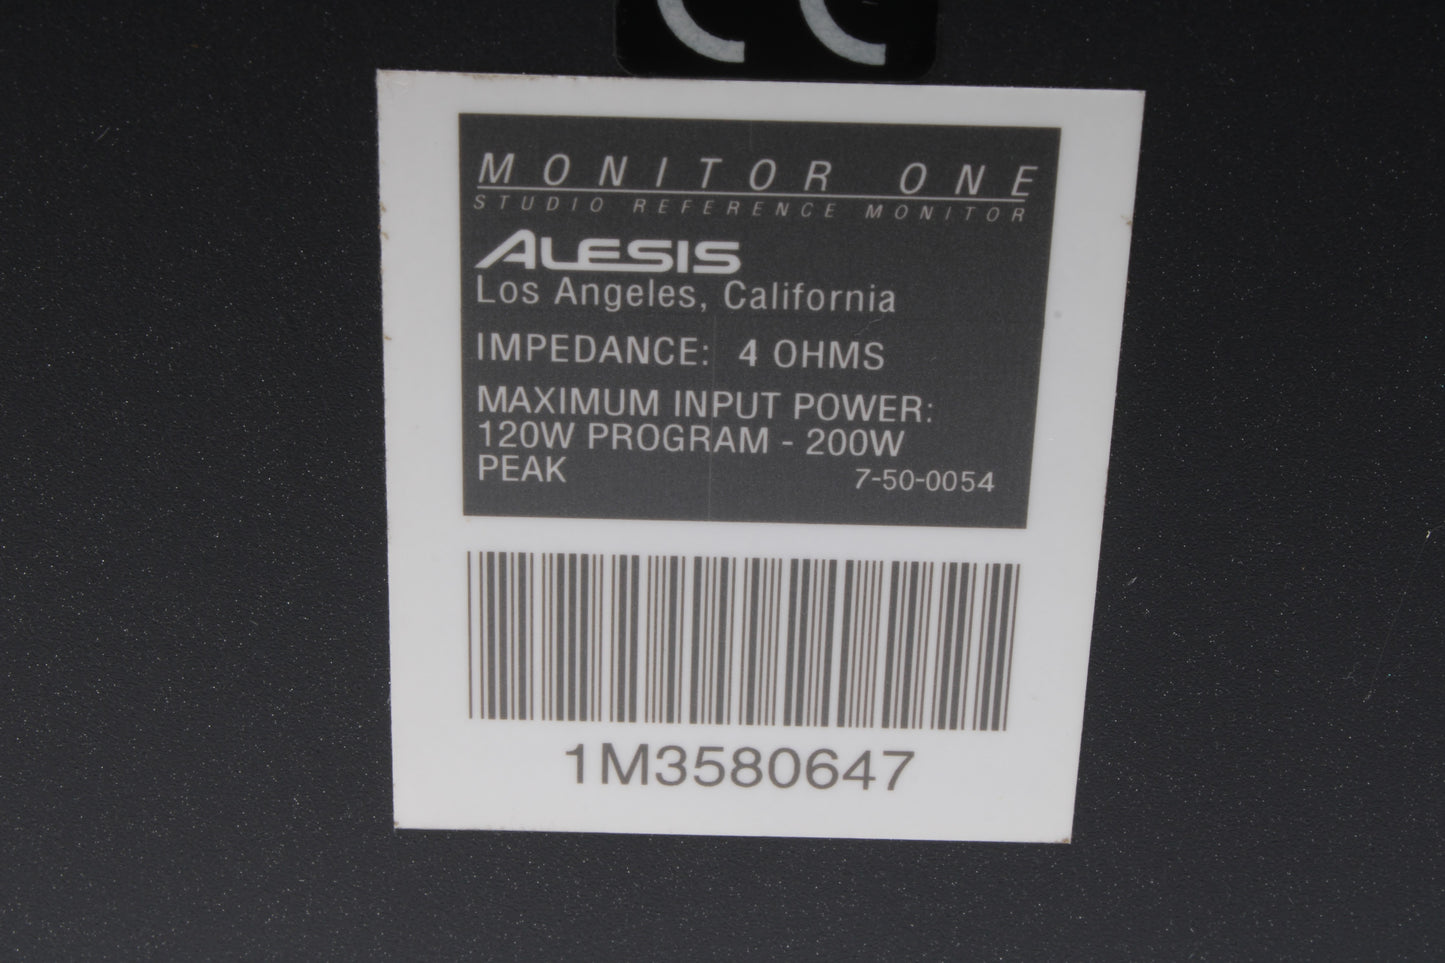 CE
MONITOR ONE
STUDIO REFERENCE MONITOR
ALESIS
Los Angeles, California
IMPEDANCE: 4 OHMS
MAXIMUM INPUT POWER:
120W PROGRAM - 200W
PEAK 7-50-0054
1M3580647